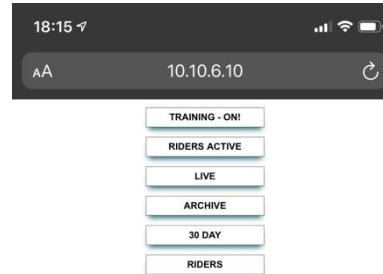 18:15
AA
10.10.6.10
TRAINING - ON!
RIDERS ACTIVE
LIVE
ARCHIVE
30 DAY
RIDERS